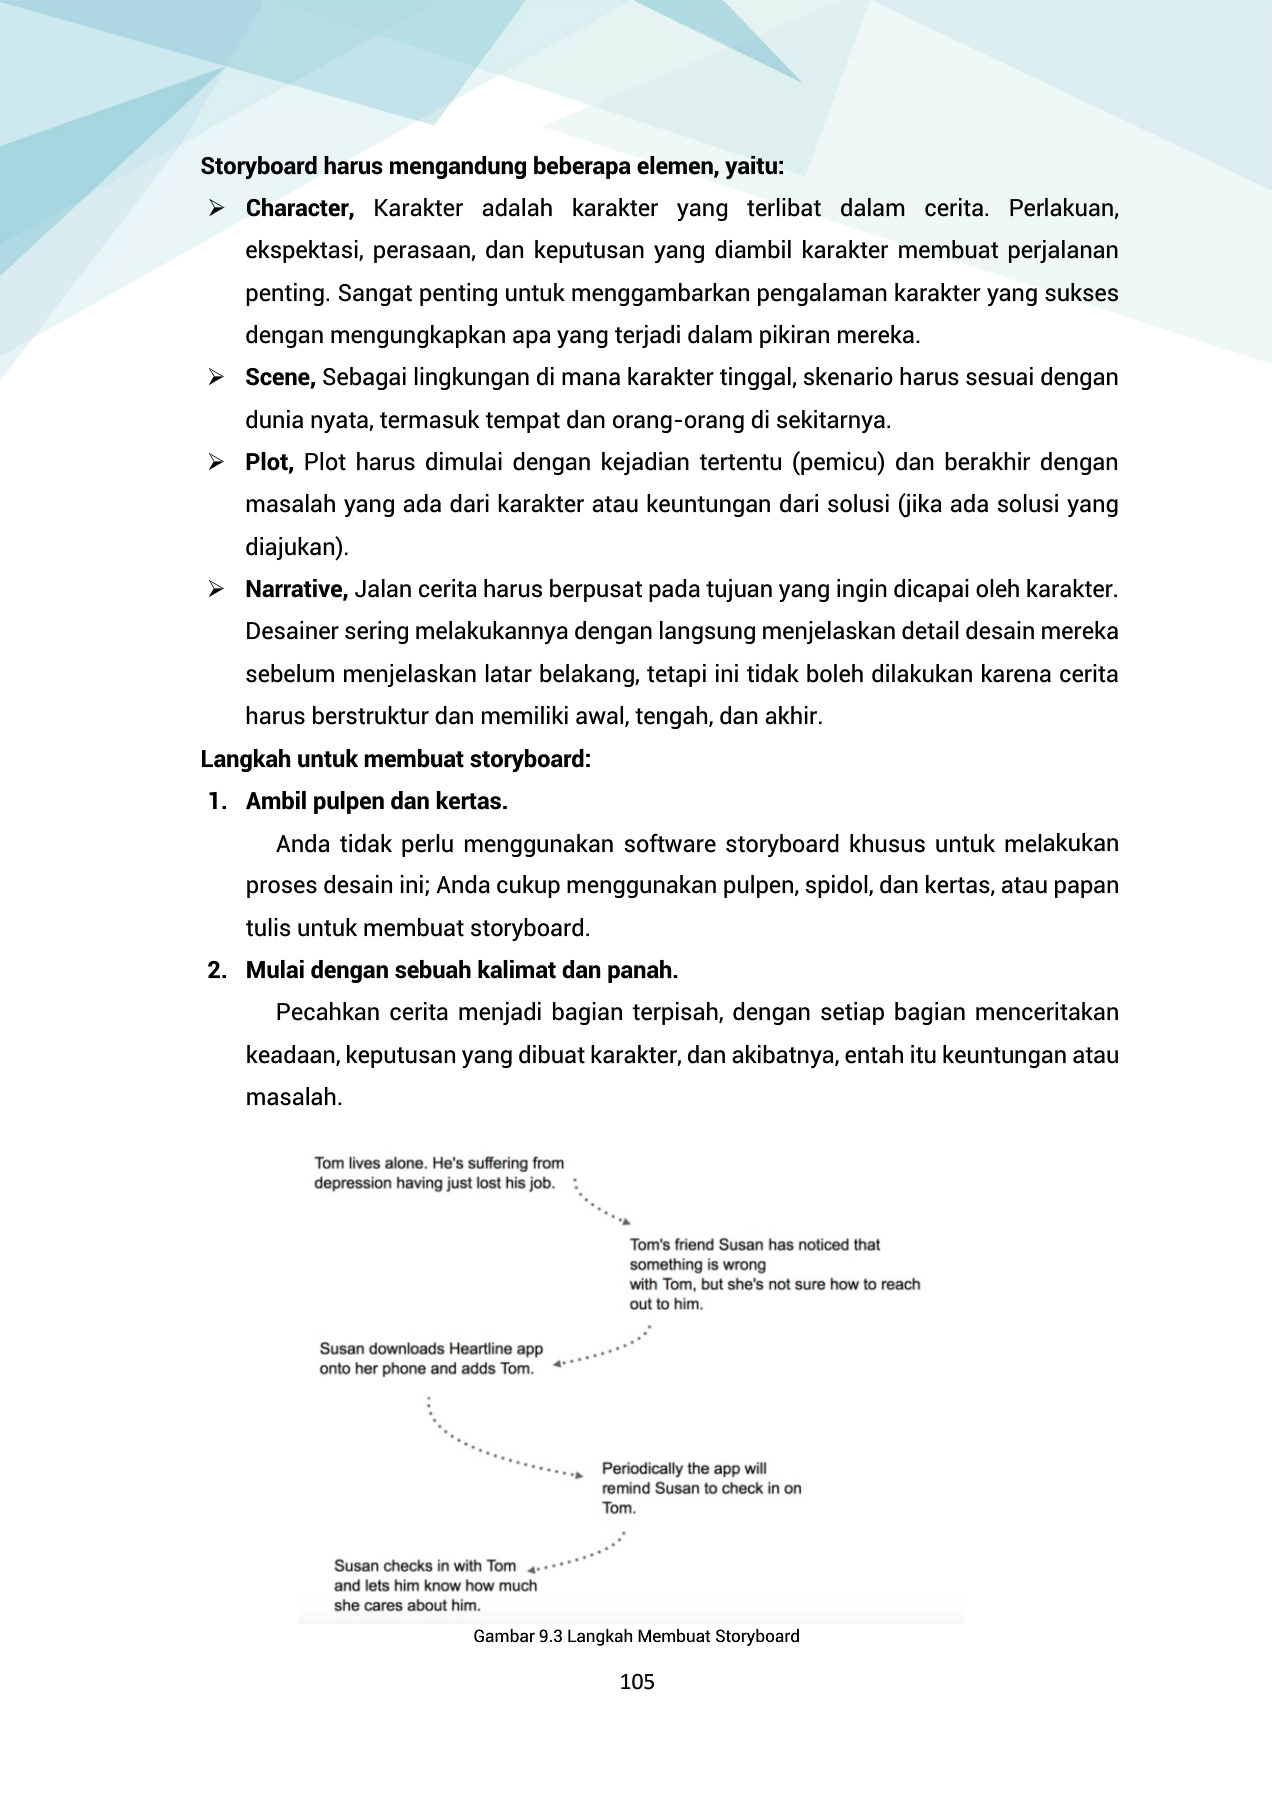 Storyboard harus mengandung beberapa elemen, yaitu:
➢ Character, Karakter adalah karakter yang terlibat dalam cerita. Perlakuan,
ekspektasi, perasaan, dan keputusan yang diambil karakter membuat perjalanan
penting. Sangat penting untuk menggambarkan pengalaman karakter yang sukses
dengan mengungkapkan apa yang terjadi dalam pikiran mereka.
➢ Scene, Sebagai lingkungan di mana karakter tinggal, skenario harus sesuai dengan
dunia nyata, termasuk tempat dan orang-orang di sekitarnya.
➢ Plot, Plot harus dimulai dengan kejadian tertentu (pemicu) dan berakhir dengan
masalah yang ada dari karakter atau keuntungan dari solusi (jika ada solusi yang
diajukan).
➢ Narrative, Jalan cerita harus berpusat pada tujuan yang ingin dicapai oleh karakter.
Desainer sering melakukannya dengan langsung menjelaskan detail desain mereka
sebelum menjelaskan latar belakang, tetapi ini tidak boleh dilakukan karena cerita
harus berstruktur dan memiliki awal, tengah, dan akhir.
Langkah untuk membuat storyboard:
1. Ambil pulpen dan kertas.
Anda tidak perlu menggunakan software storyboard khusus untuk melakukan
proses desain ini; Anda cukup menggunakan pulpen, spidol, dan kertas, atau papan
tulis untuk membuat storyboard.
2. Mulai dengan sebuah kalimat dan panah.
Pecahkan cerita menjadi bagian terpisah, dengan setiap bagian menceritakan
keadaan, keputusan yang dibuat karakter, dan akibatnya, entah itu keuntungan atau
masalah.
Tom lives alone. He's suffering from
depression having just lost his job.
Tom's friend Susan has noticed that
something is wrong
with Tom, but she's not sure how to reach
out to him.
Susan downloads Heartline app
onto her phone and adds Tom.
Periodically the app will
remind Susan to check in on
Tom.
Susan checks in with Tom
and lets him know how much
she cares about him.
Gambar 9.3 Langkah Membuat Storyboard
105